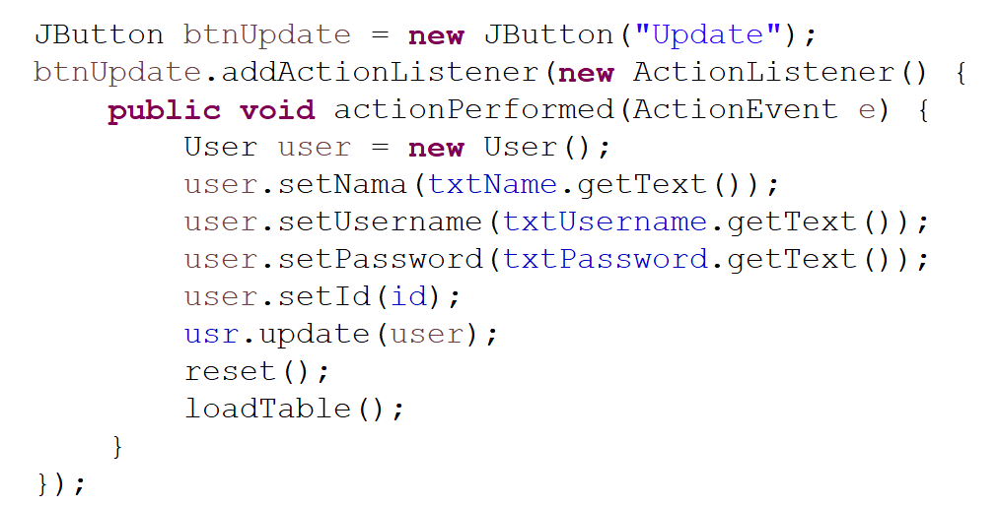 JButton btnUpdate = new JButton("Update");
btnUpdate.addActionListener(new ActionListener() {
    public void actionPerformed(ActionEvent e) {
        User user = new User();
        user.setNama(txtName.getText());
        user.setUsername(txtUsername.getText());
        user.setPassword(txtPassword.getText());
        user.setId(id);
        usr.update(user);
        reset();
        loadTable();
    }
});